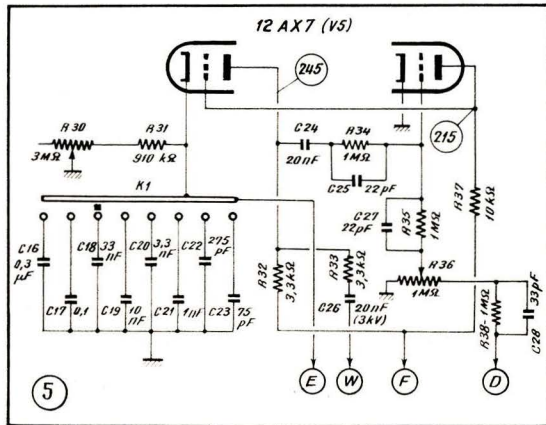 12 AX7 (V5)
245
215
R30
3MΩ
R31
910 kΩ
C24
20nF
R34
1MΩ
C25
22pF
K1
C27
22pF
R35
1MΩ
R37
10 kΩ
C16
0,3
µF
C17
0,1
C18
33
nF
C19
10
nF
C20
3,3
nF
C21
1nF
C22
275
pF
C23
75
pF
R32
3,3kΩ
R33
3,3kΩ
C26
20nF
(3kV)
R36
1MΩ
R38-1MΩ
33pF
C28
5
E
W
F
D